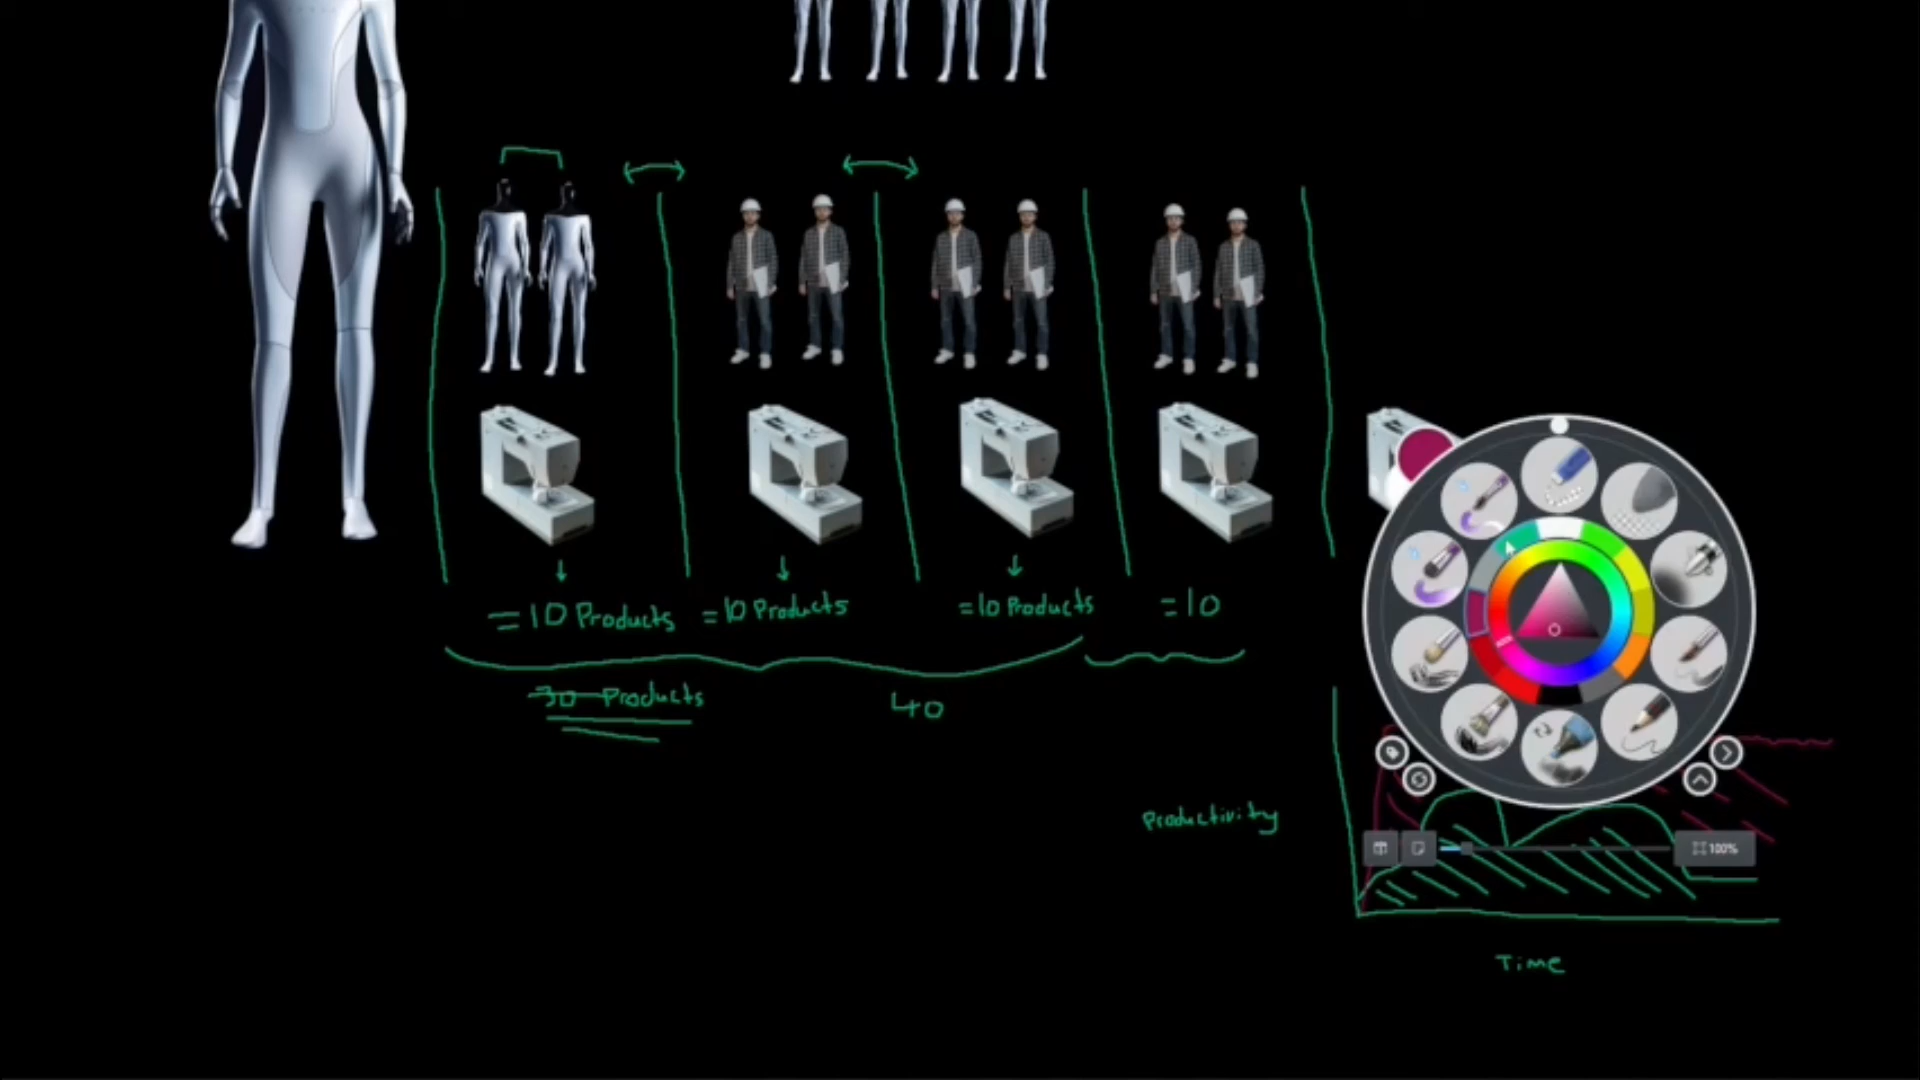 = 10 Products
= 10 Products
= 10 Products
= 10
30 Products
40
Productivity
100%
Time